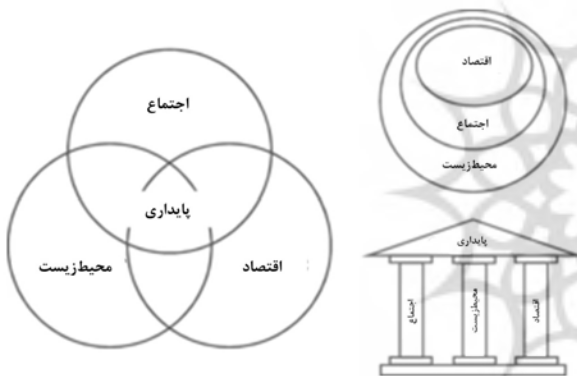 اجتماع
پایداری
محیط‌زیست
اقتصاد
اقتصاد
اجتماع
محیط‌زیست
پایداری
اجتماع
محیط‌زیست
اقتصاد